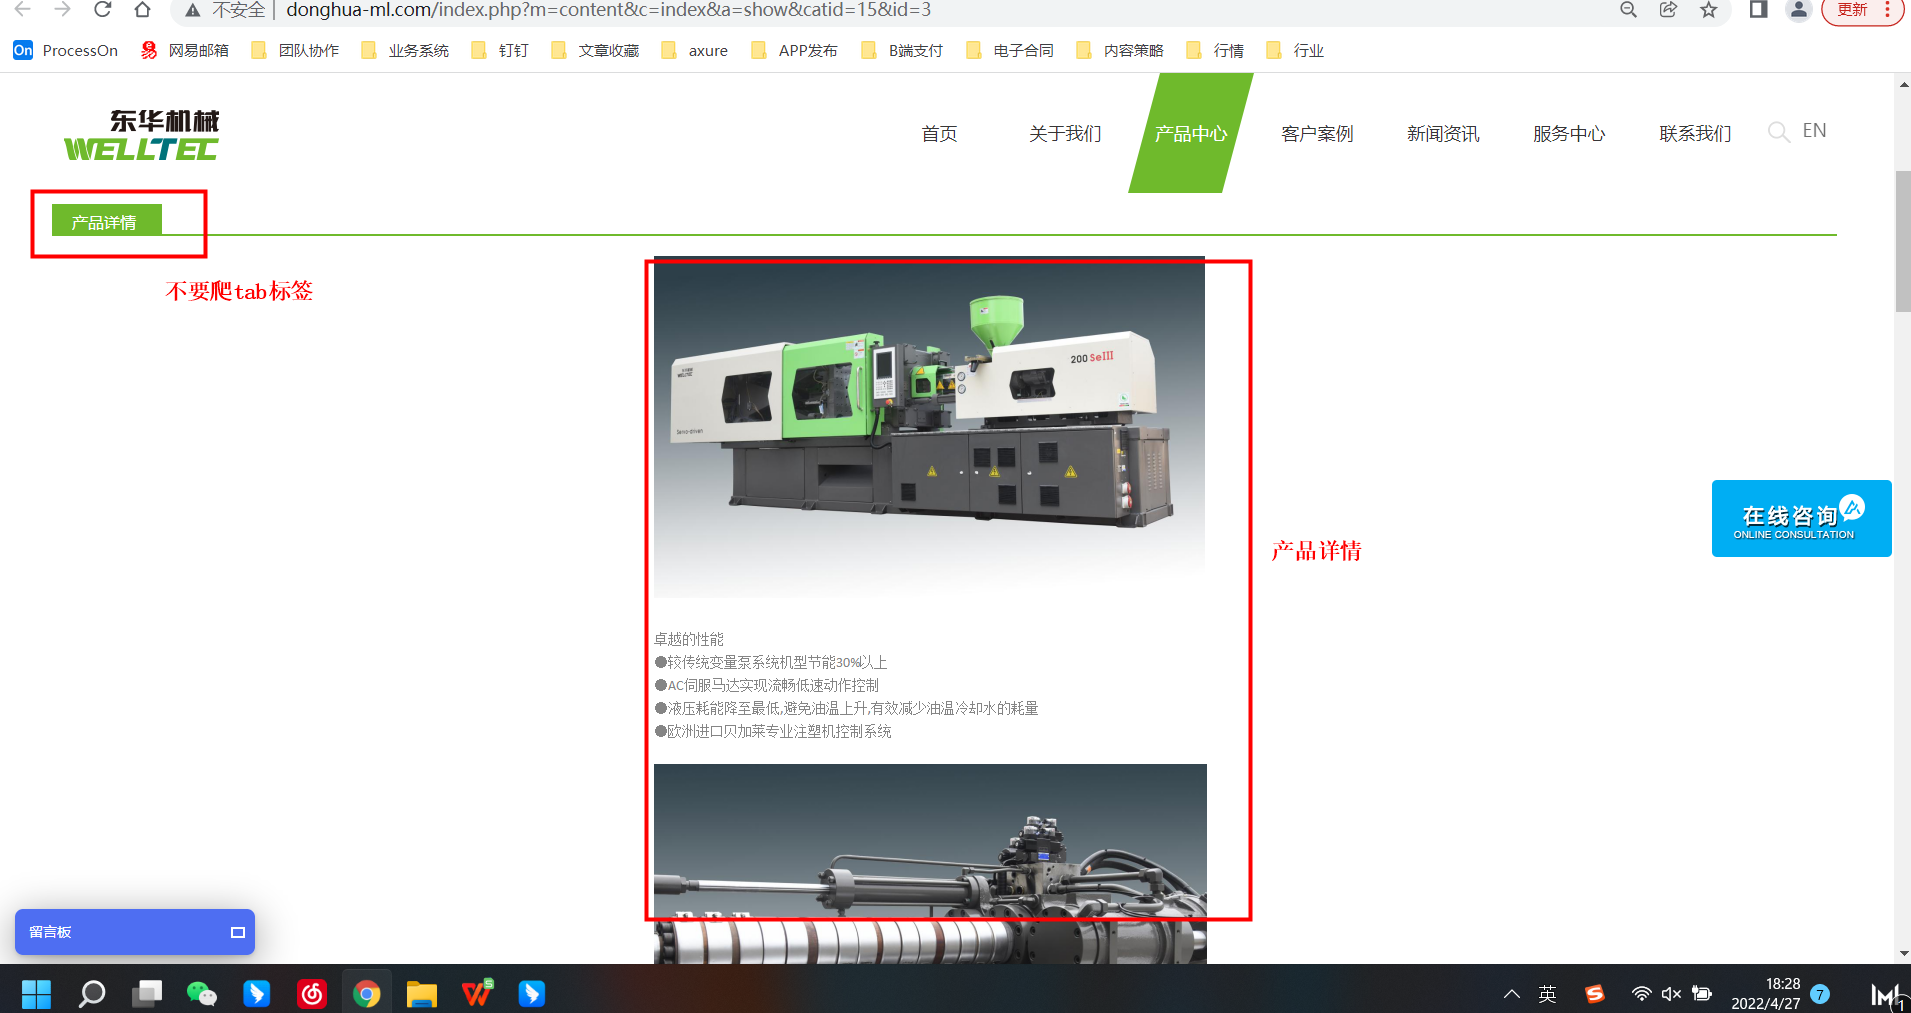 不安全 donghua-ml.com/index.php?m=content&c=index&a=show&catid=15&id=3 更新
On ProcessOn 网易邮箱 团队协作 业务系统 钉钉 文章收藏 axure APP发布 B端支付 电子合同 内容策略 行情 行业
东华机械
WELLTEC
首页 关于我们 产品中心 客户案例 新闻资讯 服务中心 联系我们 EN
产品详情
不要爬tab标签
200 SeIII
WELLTEC
Servo-driven
在线咨询
ONLINE CONSULTATION
产品详情
卓越的性能
●较传统变量泵系统机型节能30%以上
●AC伺服马达实现流畅低速动作控制
●液压耗能降至最低,避免油温上升,有效减少油温冷却水的耗量
●欧洲进口贝加莱专业注塑机控制系统
留言板
英
18:28
2022/4/27
7
1